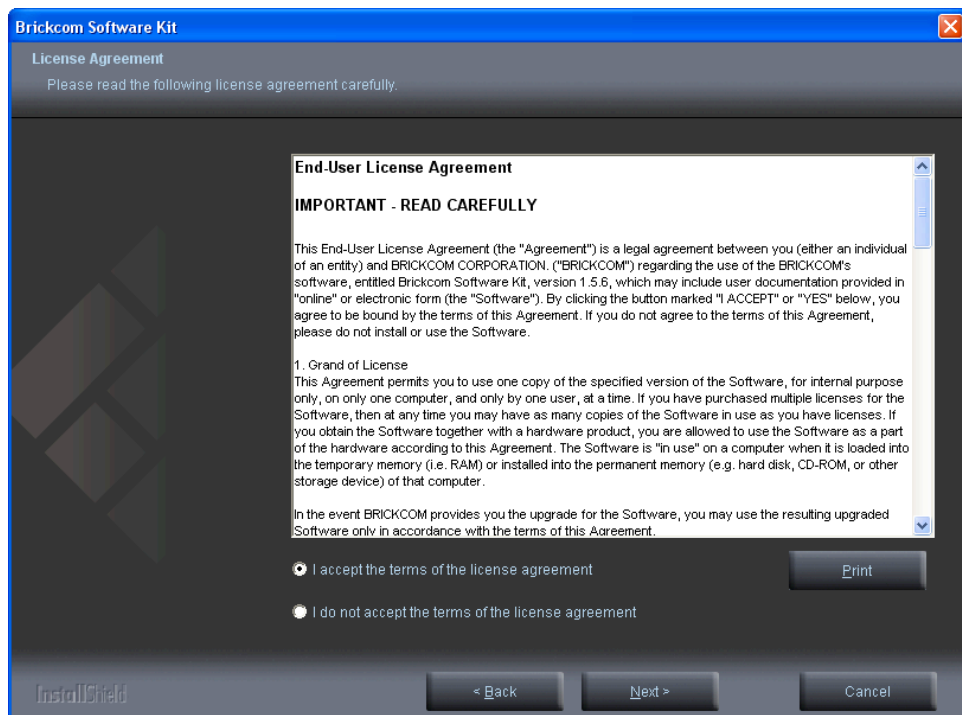 Brickcom Software Kit
License Agreement
Please read the following license agreement carefully.
End-User License Agreement
IMPORTANT - READ CAREFULLY
This End-User License Agreement (the "Agreement") is a legal agreement between you (either an individual
of an entity) and BRICKCOM CORPORATION. ("BRICKCOM") regarding the use of the BRICKCOM's
software, entitled Brickcom Software Kit, version 1.5.6, which may include user documentation provided in
"online" or electronic form (the "Software"). By clicking the button marked "I ACCEPT" or "YES" below, you
agree to be bound by the terms of this Agreement. If you do not agree to the terms of this Agreement,
please do not install or use the Software.
1. Grand of License
This Agreement permits you to use one copy of the specified version of the Software, for internal purpose
only, on only one computer, and only by one user, at a time. If you have purchased multiple licenses for the
Software, then at any time you may have as many copies of the Software in use as you have licenses. If
you obtain the Software together with a hardware product, you are allowed to use the Software as a part
of the hardware according to this Agreement. The Software is "in use" on a computer when it is loaded into
the temporary memory (i.e. RAM) or installed into the permanent memory (e.g. hard disk, CD-ROM, or other
storage device) of that computer.
In the event BRICKCOM provides you the upgrade for the Software, you may use the resulting upgraded
Software only in accordance with the terms of this Agreement.
I accept the terms of the license agreement
Print
I do not accept the terms of the license agreement
InstallShield
< Back
Next >
Cancel